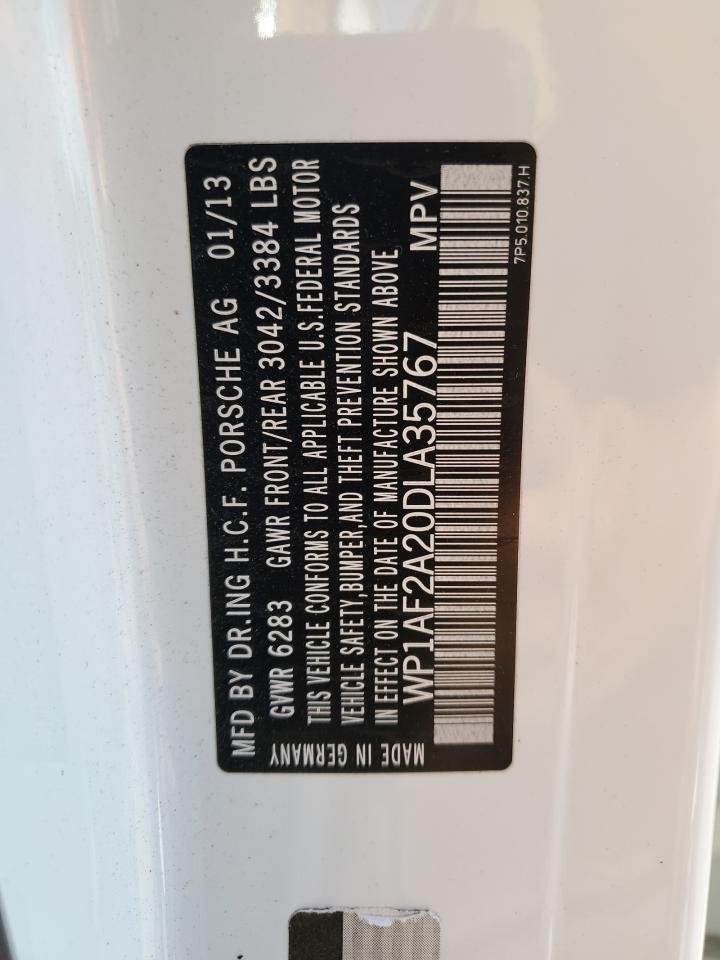 MFD BY DR.ING H.C.F. PORSCHE AG 01/13
GVWR 6283 GAWR FRONT/REAR 3042/3384 LBS
THIS VEHICLE CONFORMS TO ALL APPLICABLE U.S.FEDERAL MOTOR
VEHICLE SAFETY,BUMPER,AND THEFT PREVENTION STANDARDS
IN EFFECT ON THE DATE OF MANUFACTURE SHOWN ABOVE
WP1AF2A20DLA35767 MPV
MADE IN GERMANY
7P5.010.837.H